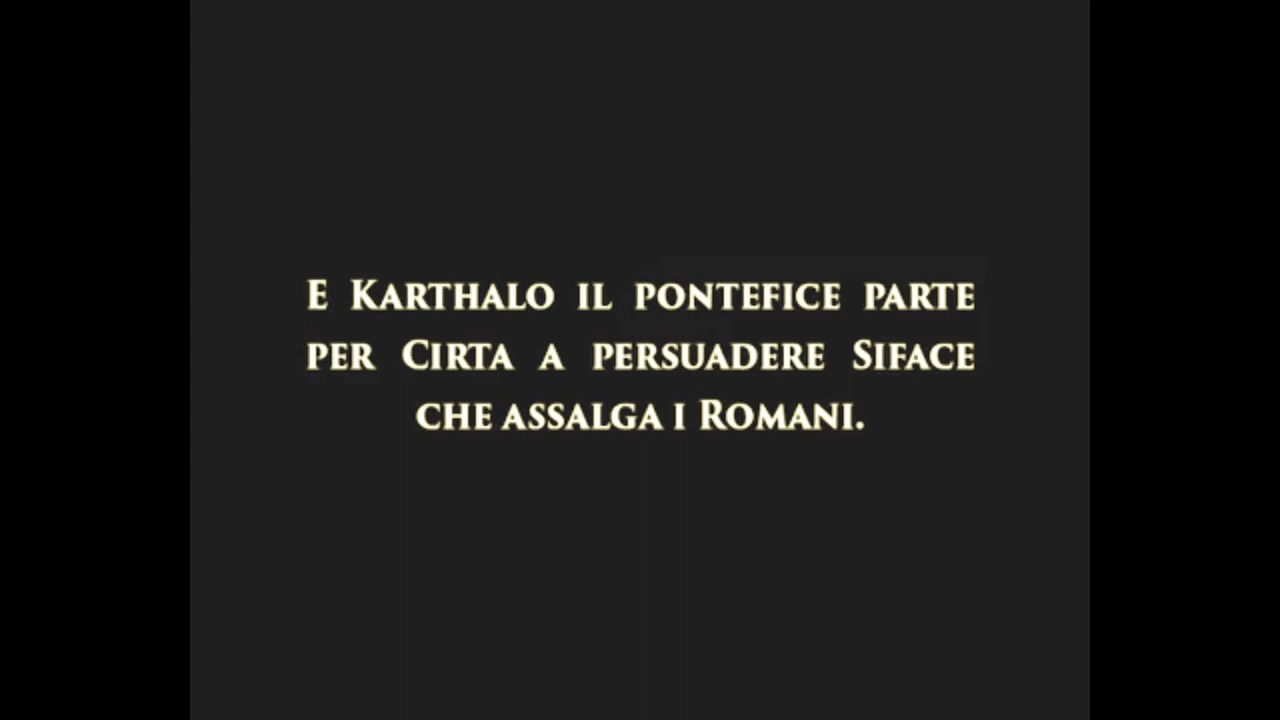 E Karthalo il pontefice parte
per Cirta a persuadere Siface
che assalga i Romani.